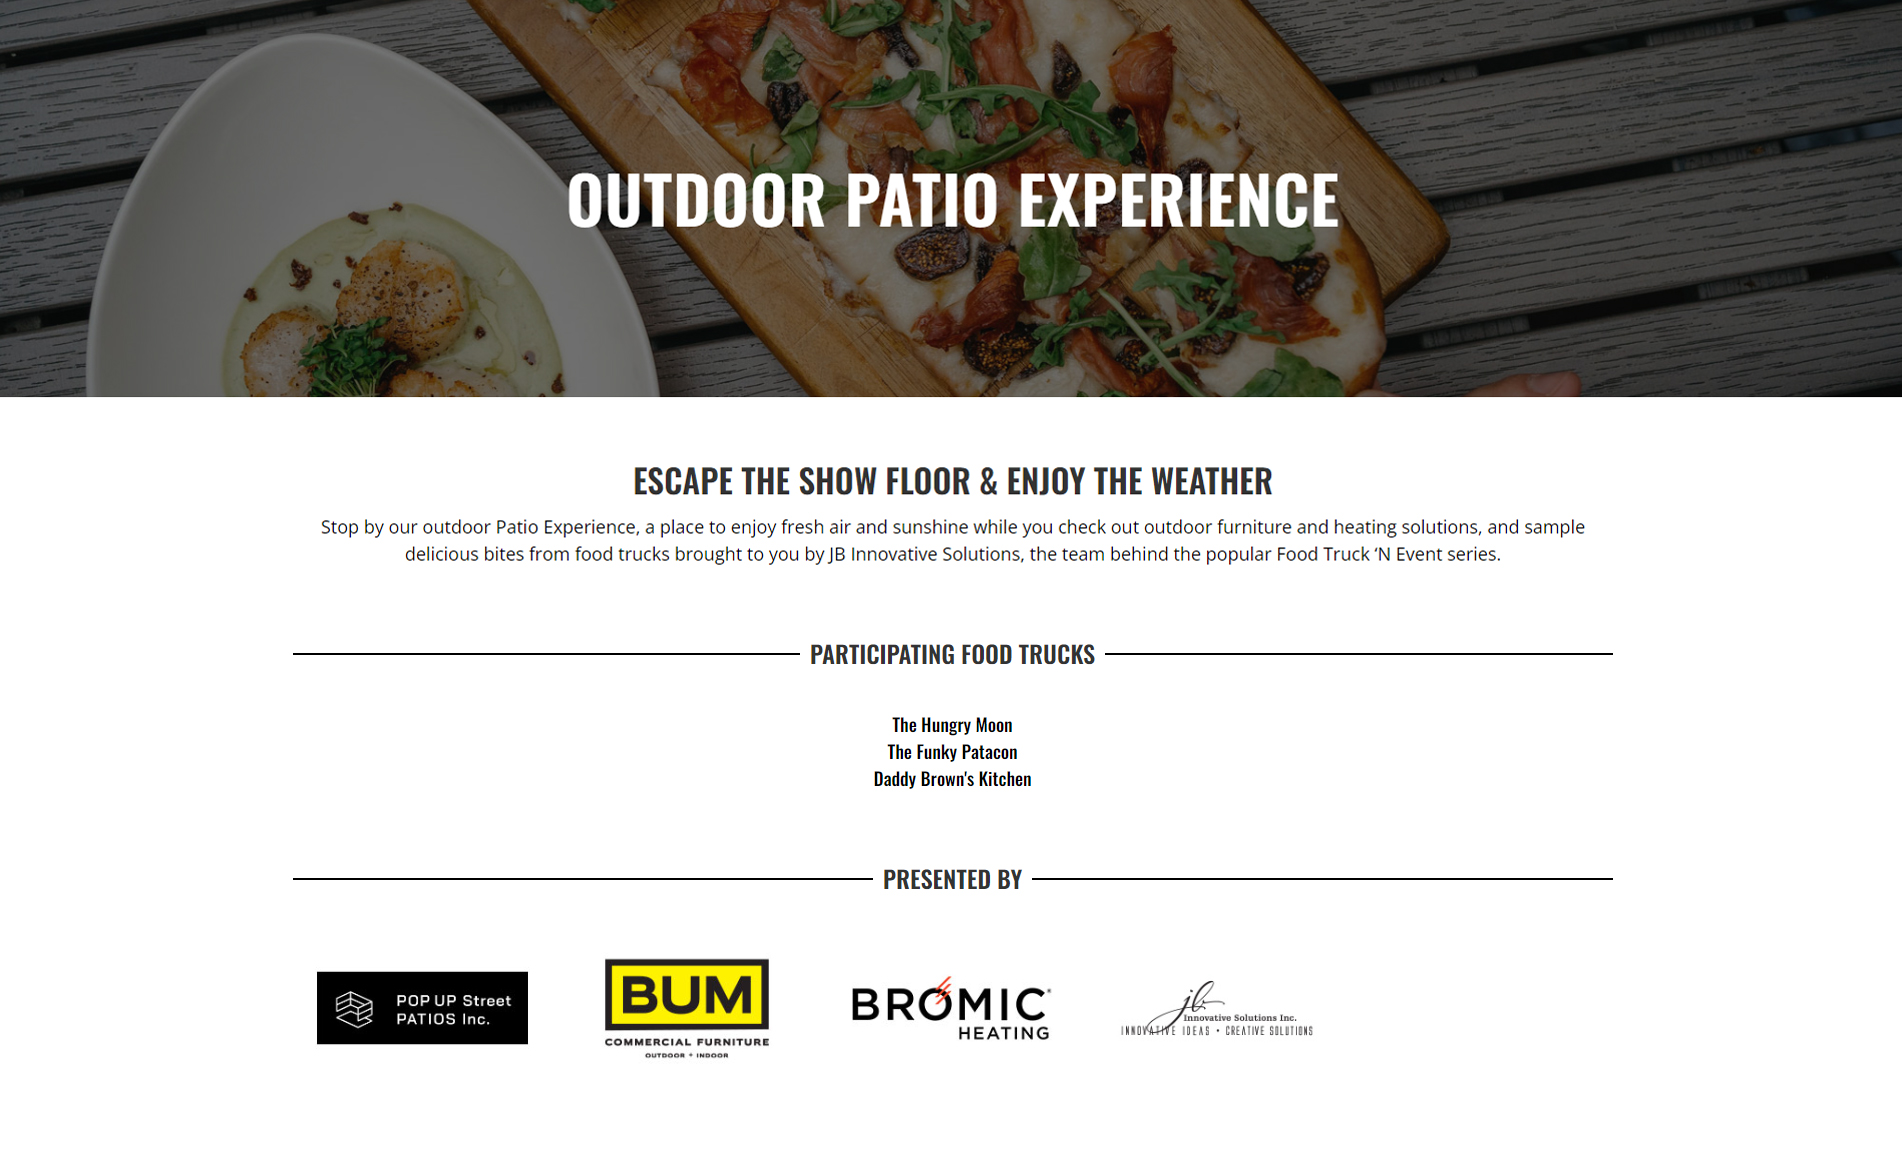 OUTDOOR PATIO EXPERIENCE
ESCAPE THE SHOW FLOOR & ENJOY THE WEATHER
Stop by our outdoor Patio Experience, a place to enjoy fresh air and sunshine while you check out outdoor furniture and heating solutions, and sample
delicious bites from food trucks brought to you by JB Innovative Solutions, the team behind the popular Food Truck ‘N Event series.
PARTICIPATING FOOD TRUCKS
The Hungry Moon
The Funky Patacon
Daddy Brown's Kitchen
PRESENTED BY
POP UP Street
PATIOS Inc.
BUM
COMMERCIAL FURNITURE
OUTDOOR • INDOOR
BROMIC®
HEATING
jb
Innovative Solutions Inc.
INNOVATIVE IDEAS • CREATIVE SOLUTIONS